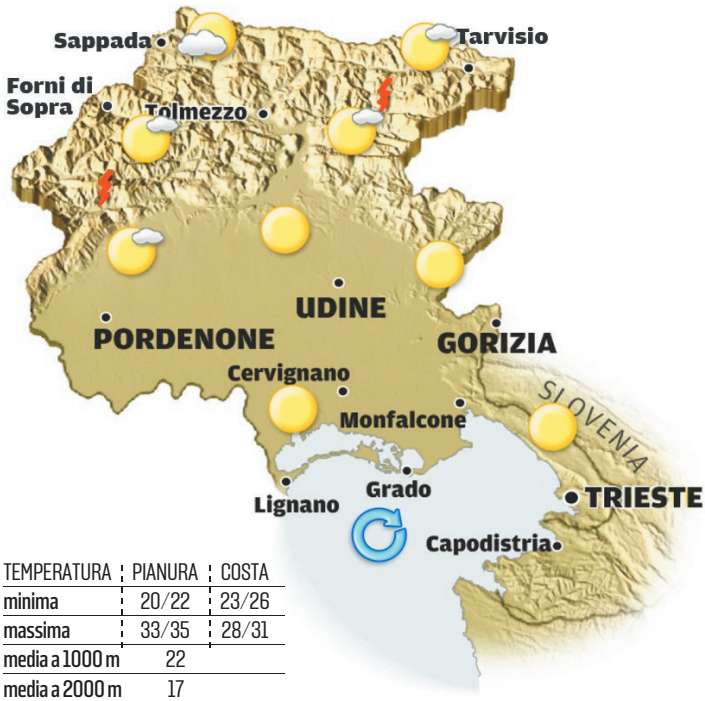 Sappada
Tarvisio
Forni di
Sopra
Tolmezzo
UDINE
PORDENONE
GORIZIA
Cervignano
SLOVENIA
Monfalcone
Lignano
Grado
TRIESTE
Capodistria
TEMPERATURA PIANURA COSTA
minima 20/22 23/26
massima 33/35 28/31
media a 1000 m 22
media a 2000 m 17